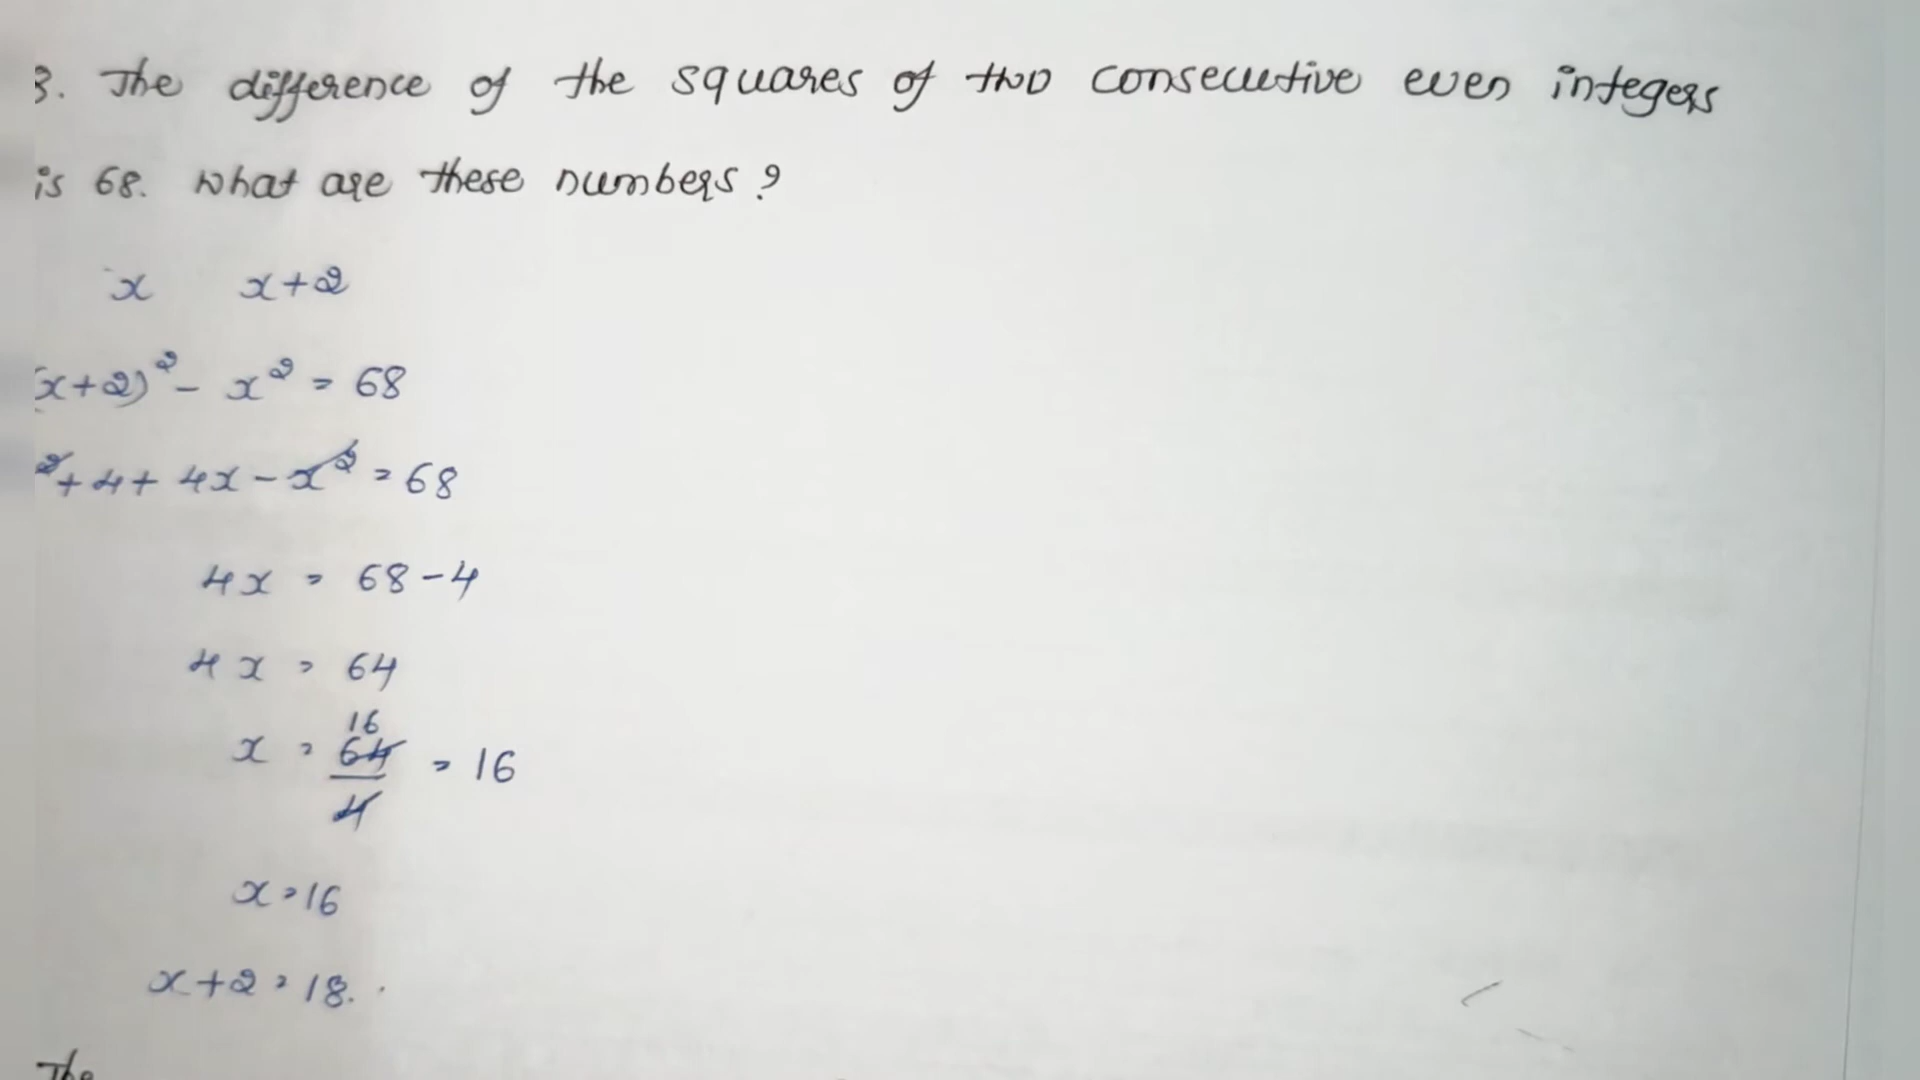 3. The difference of the squares of two consecutive even integers
is 68. what are these numbers?
x x+2
(x+2)² - x² = 68
²+4+ 4x - x² = 68
4x = 68-4
4x = 64
16
x = 64/4 = 16
x=16
x+2=18.
The